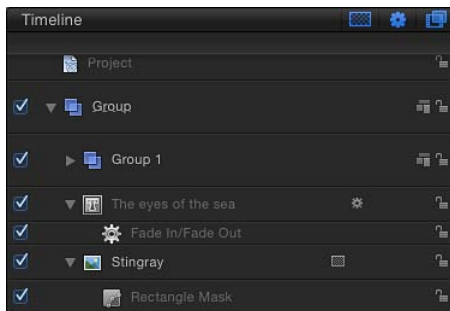 Timeline
Project
Group
Group 1
The eyes of the sea
Fade In/Fade Out
Stingray
Rectangle Mask